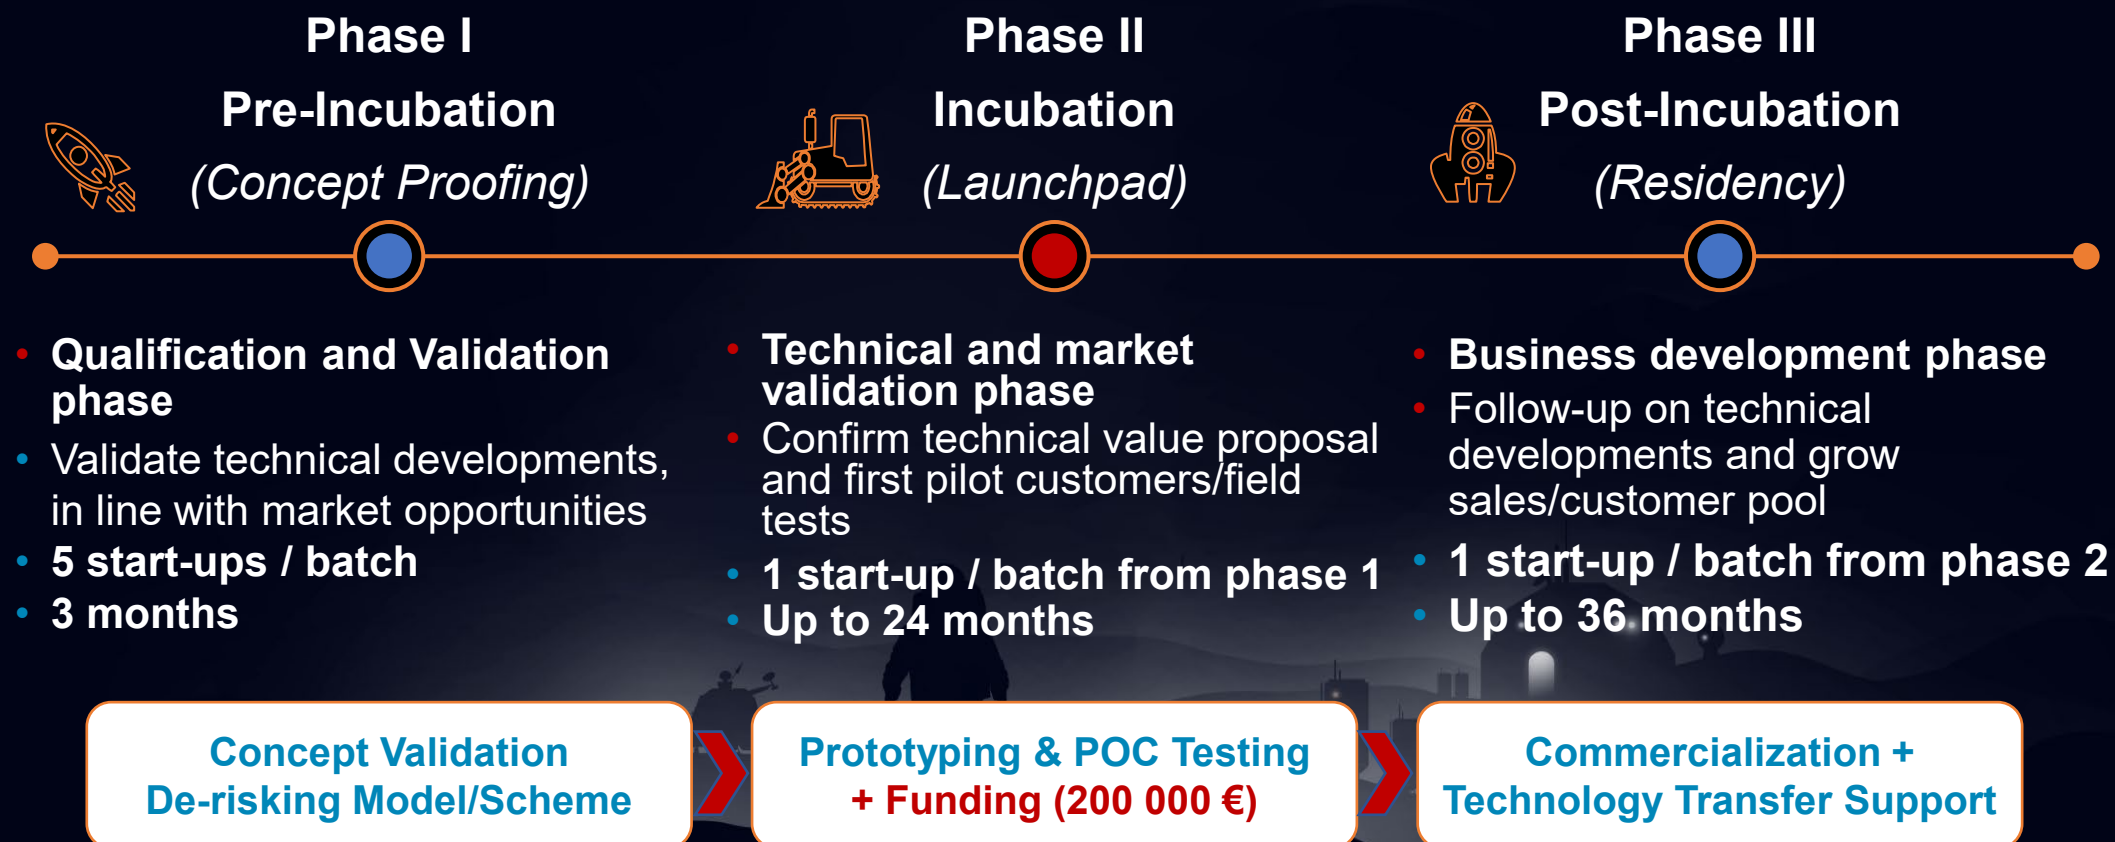 Phase I
Pre-Incubation
(Concept Proofing)
Phase II
Incubation
(Launchpad)
Phase III
Post-Incubation
(Residency)
• Qualification and Validation
phase
• Validate technical developments,
in line with market opportunities
• 5 start-ups / batch
• 3 months
• Technical and market
validation phase
• Confirm technical value proposal
and first pilot customers/field
tests
• 1 start-up / batch from phase 1
• Up to 24 months
• Business development phase
• Follow-up on technical
developments and grow
sales/customer pool
• 1 start-up / batch from phase 2
• Up to 36 months
Concept Validation
De-risking Model/Scheme
Prototyping & POC Testing
+ Funding (200 000 €)
Commercialization +
Technology Transfer Support